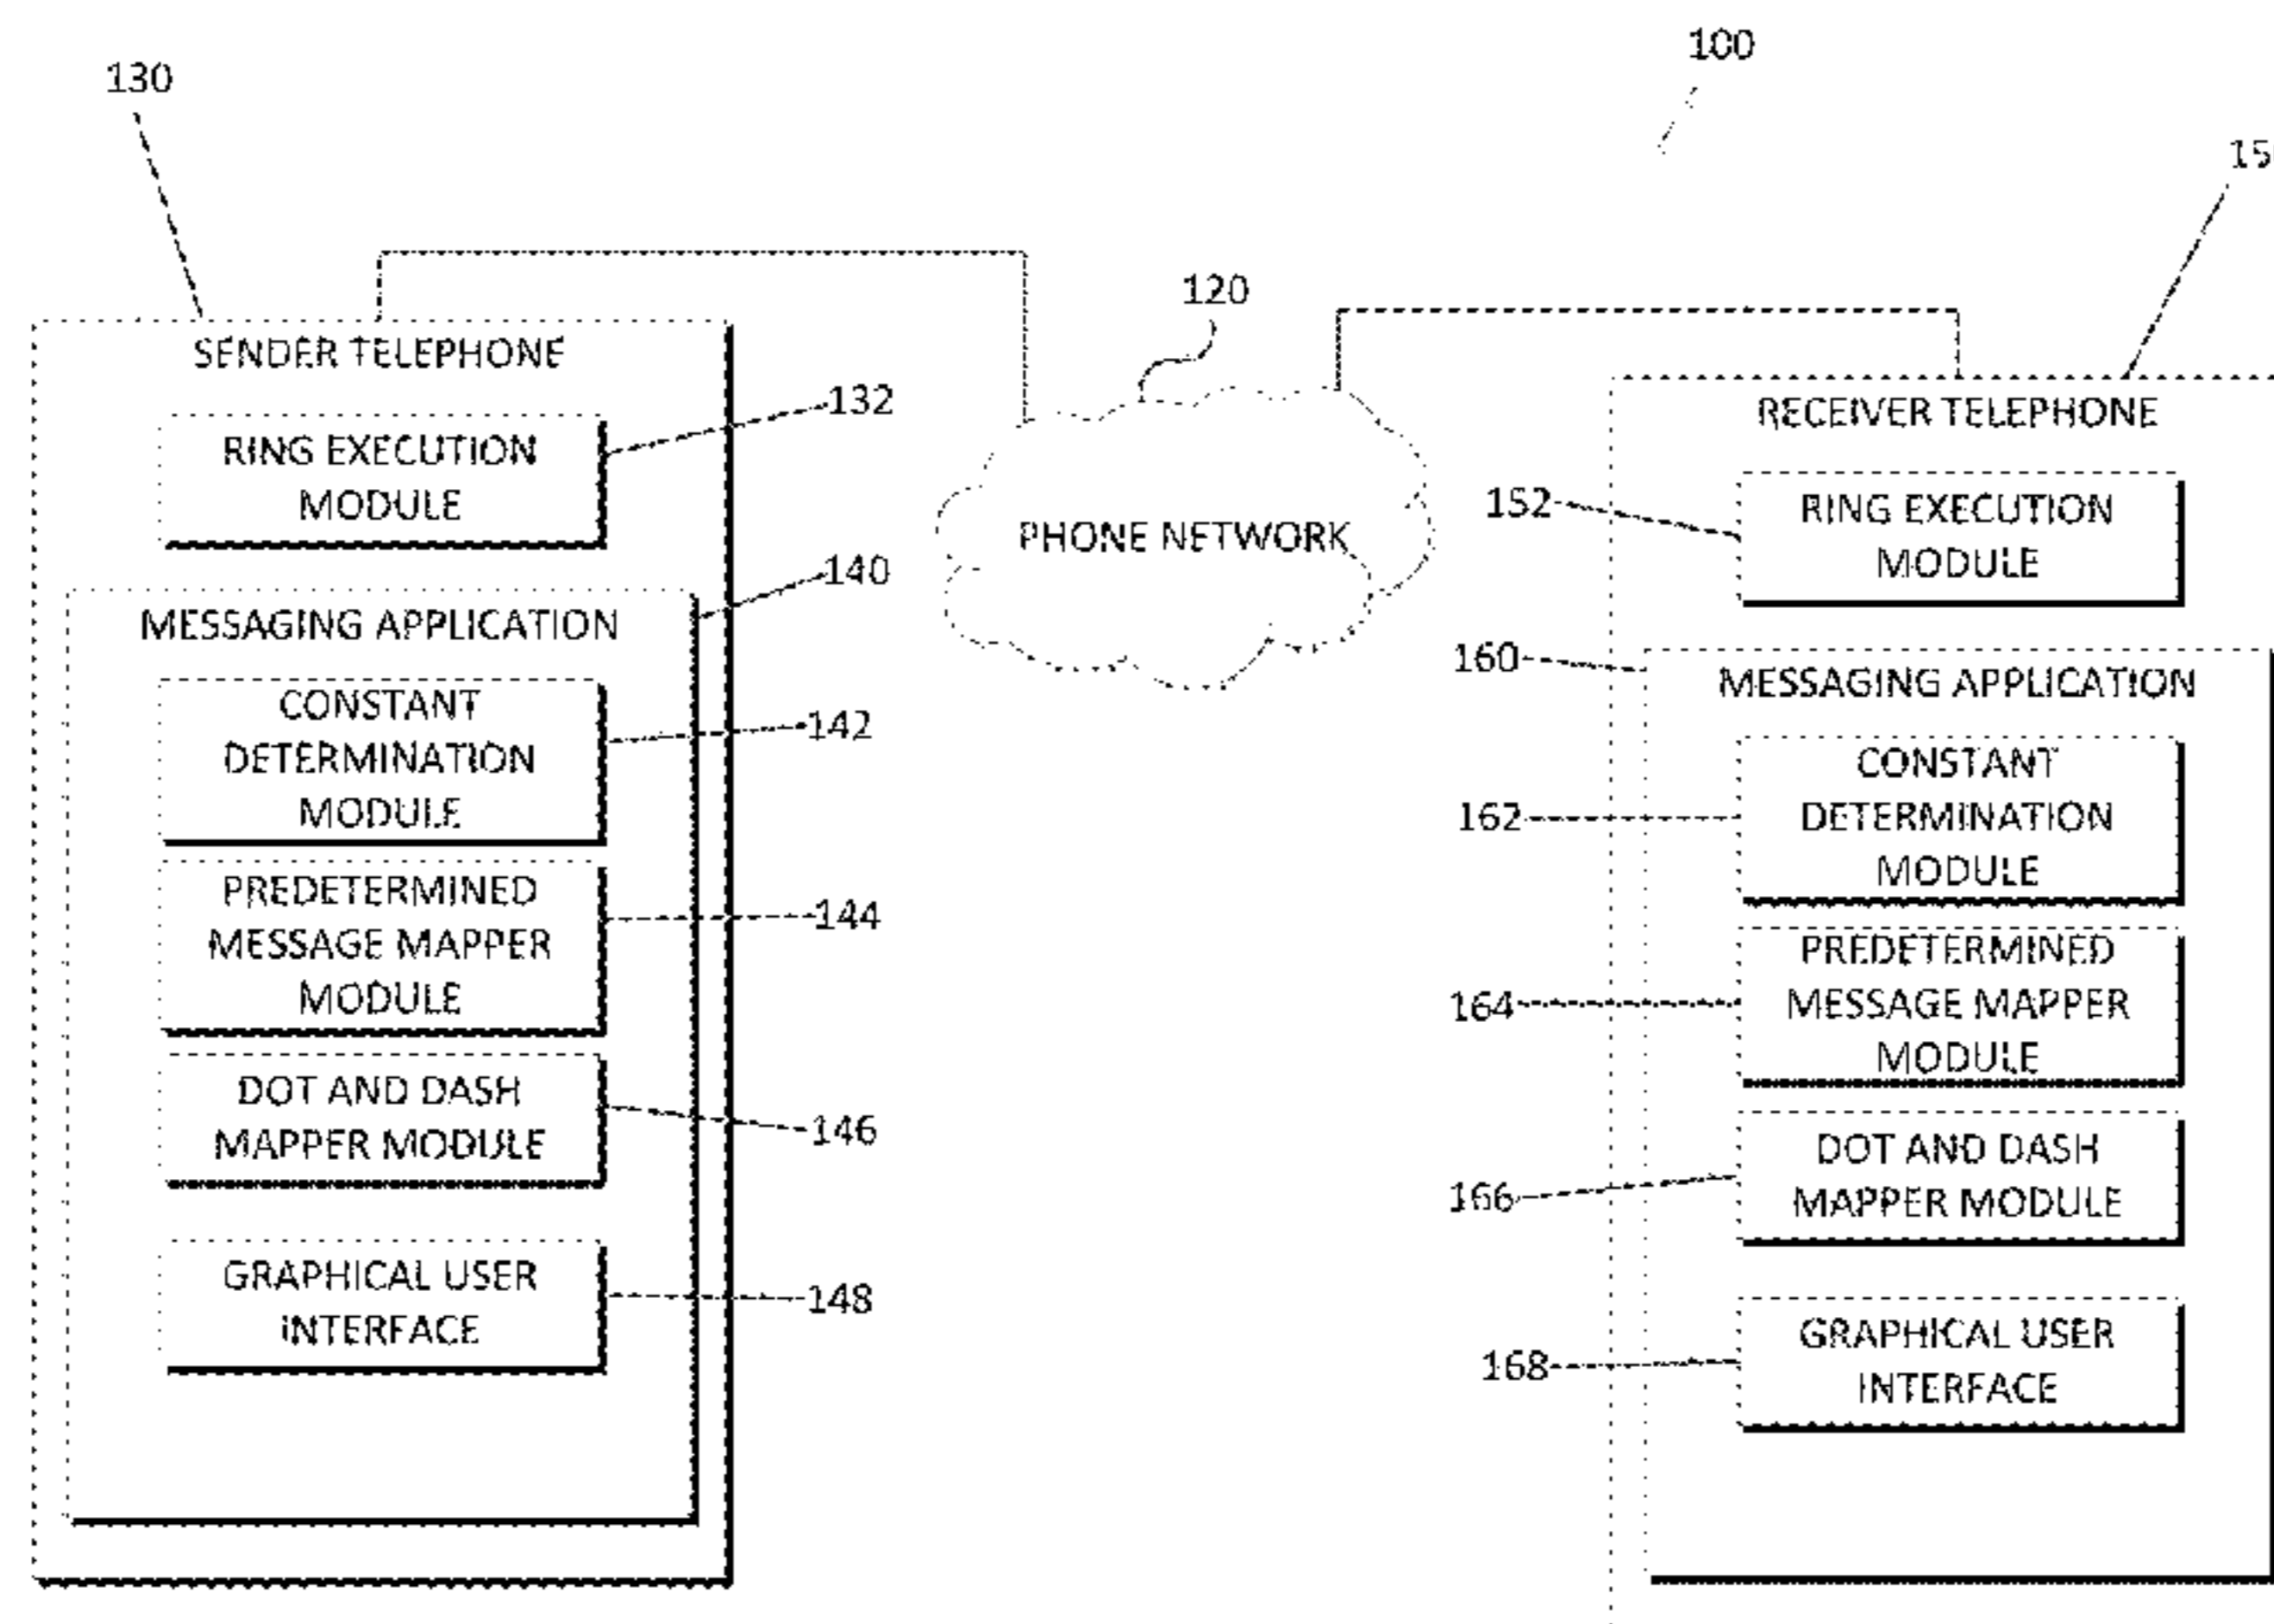 100
130
SENDER TELEPHONE
RING EXECUTION
MODULE
132
MESSAGING APPLICATION
140
CONSTANT
DETERMINATION
MODULE
142
PREDETERMINED
MESSAGE MAPPER
MODULE
144
DOT AND DASH
MAPPER MODULE
146
GRAPHICAL USER
INTERFACE
148
120
PHONE NETWORK
RECEIVER TELEPHONE
152
RING EXECUTION
MODULE
160
MESSAGING APPLICATION
162
CONSTANT
DETERMINATION
MODULE
164
PREDETERMINED
MESSAGE MAPPER
MODULE
166
DOT AND DASH
MAPPER MODULE
168
GRAPHICAL USER
INTERFACE